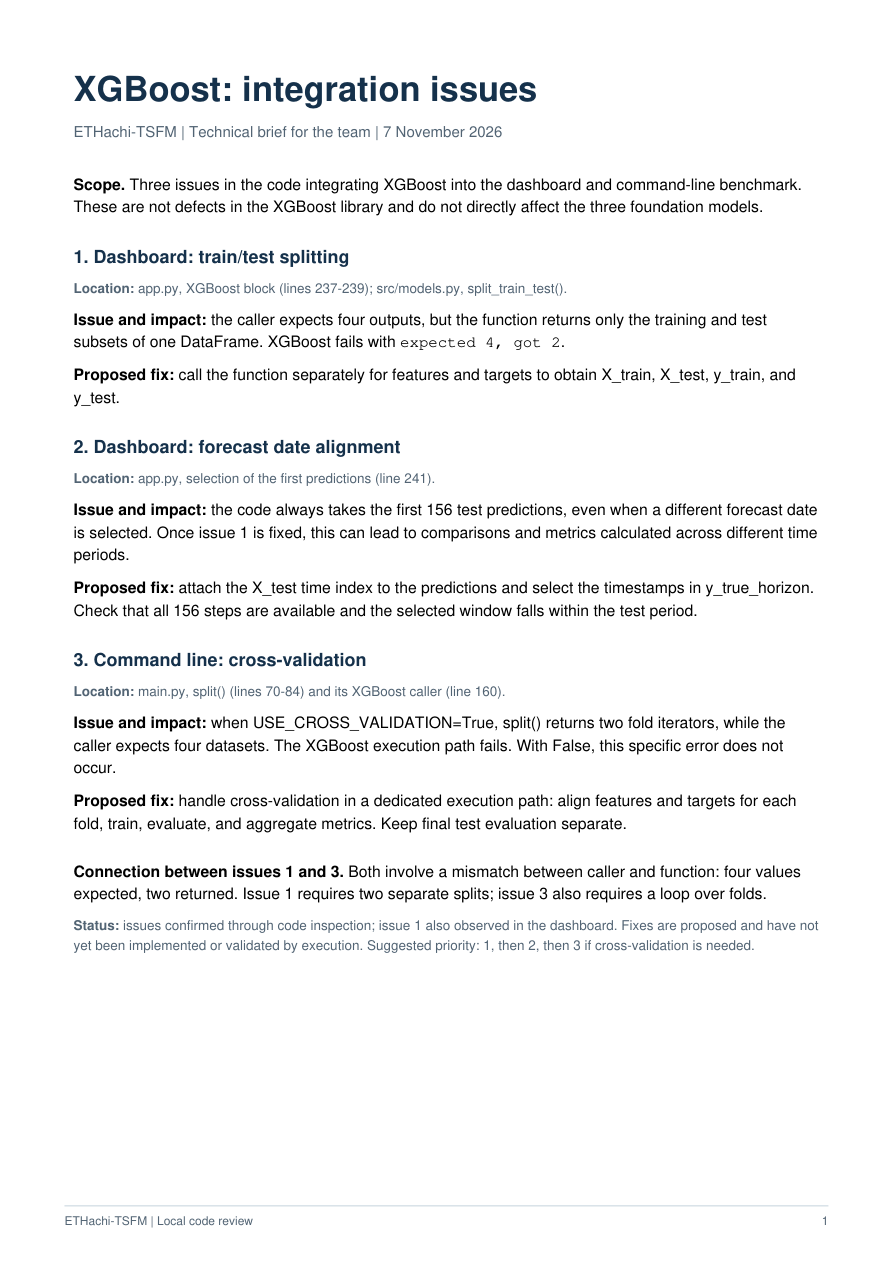 XGBoost: integration issues
ETHachi-TSFM | Technical brief for the team | 7 November 2026
Scope. Three issues in the code integrating XGBoost into the dashboard and command-line benchmark.
These are not defects in the XGBoost library and do not directly affect the three foundation models.
1. Dashboard: train/test splitting
Location: app.py, XGBoost block (lines 237-239); src/models.py, split_train_test().
Issue and impact: the caller expects four outputs, but the function returns only the training and test
subsets of one DataFrame. XGBoost fails with expected 4, got 2.
Proposed fix: call the function separately for features and targets to obtain X_train, X_test, y_train, and
y_test.
2. Dashboard: forecast date alignment
Location: app.py, selection of the first predictions (line 241).
Issue and impact: the code always takes the first 156 test predictions, even when a different forecast date
is selected. Once issue 1 is fixed, this can lead to comparisons and metrics calculated across different time
periods.
Proposed fix: attach the X_test time index to the predictions and select the timestamps in y_true_horizon.
Check that all 156 steps are available and the selected window falls within the test period.
3. Command line: cross-validation
Location: main.py, split() (lines 70-84) and its XGBoost caller (line 160).
Issue and impact: when USE_CROSS_VALIDATION=True, split() returns two fold iterators, while the
caller expects four datasets. The XGBoost execution path fails. With False, this specific error does not
occur.
Proposed fix: handle cross-validation in a dedicated execution path: align features and targets for each
fold, train, evaluate, and aggregate metrics. Keep final test evaluation separate.
Connection between issues 1 and 3. Both involve a mismatch between caller and function: four values
expected, two returned. Issue 1 requires two separate splits; issue 3 also requires a loop over folds.
Status: issues confirmed through code inspection; issue 1 also observed in the dashboard. Fixes are proposed and have not
yet been implemented or validated by execution. Suggested priority: 1, then 2, then 3 if cross-validation is needed.
ETHachi-TSFM | Local code review
1